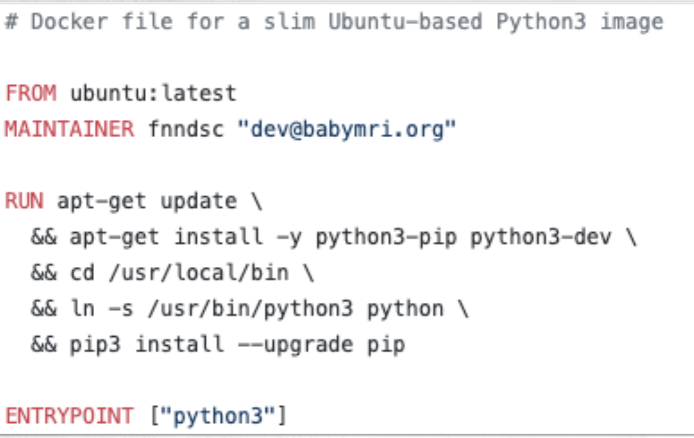 # Docker file for a slim Ubuntu-based Python3 image
FROM ubuntu:latest
MAINTAINER fnndsc "dev@babymri.org"
RUN apt-get update \
&& apt-get install -y python3-pip python3-dev \
&& cd /usr/local/bin \
&& ln -s /usr/bin/python3 python \
&& pip3 install --upgrade pip
ENTRYPOINT ["python3"]